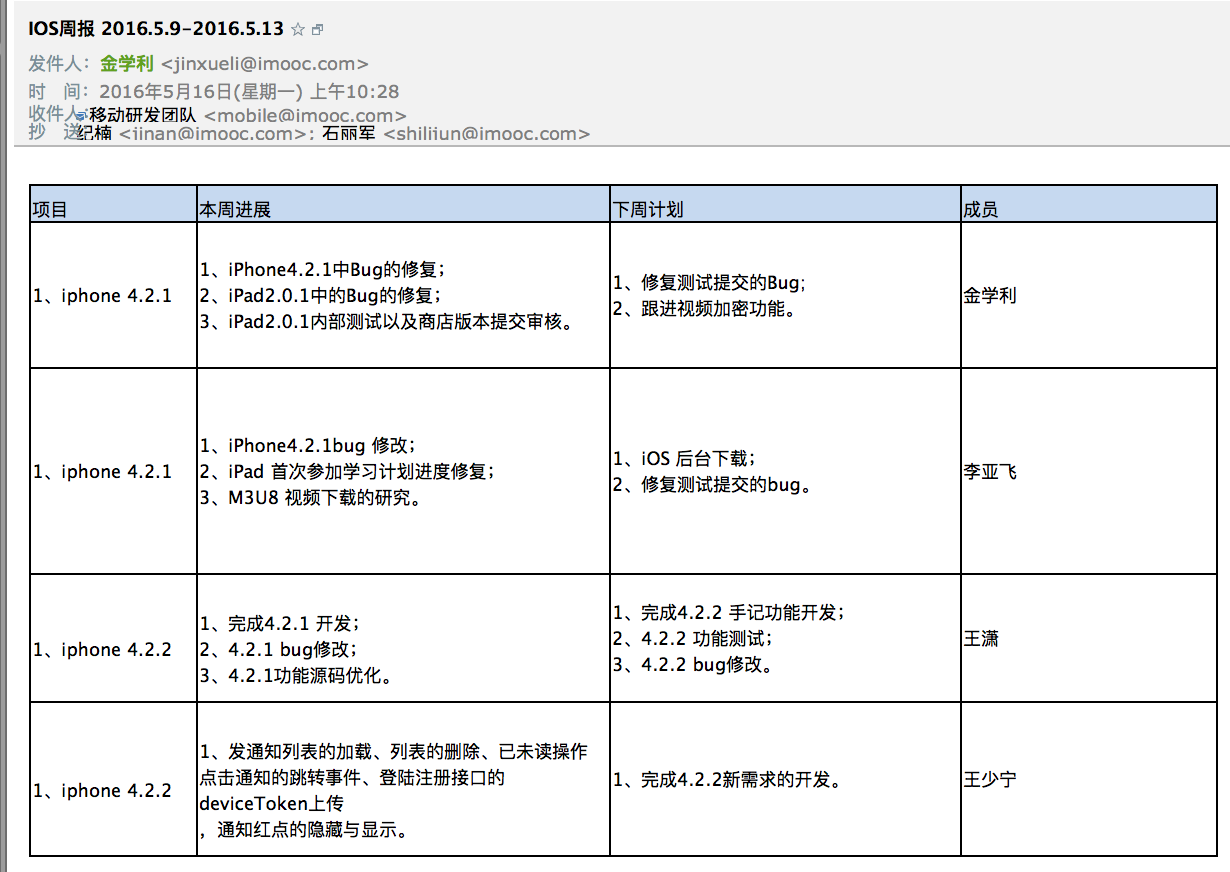 IOS周报 2016.5.9-2016.5.13
发件人：金学利 <jinxueli@imooc.com>
时 间：2016年5月16日(星期一) 上午10:28
收件人：移动研发团队 <mobile@imooc.com>
抄 送：纪楠 <jinan@imooc.com>; 石丽军 <shilijun@imooc.com>
项目 本周进展 下周计划 成员
1、iphone 4.2.1
1、iPhone4.2.1中Bug的修复；
2、iPad2.0.1中的Bug的修复；
3、iPad2.0.1内部测试以及商店版本提交审核。
1、修复测试提交的Bug;
2、跟进视频加密功能。
金学利
1、iphone 4.2.1
1、iPhone4.2.1bug 修改；
2、iPad 首次参加学习计划进度修复；
3、M3U8 视频下载的研究。
1、iOS 后台下载；
2、修复测试提交的bug。
李亚飞
1、iphone 4.2.2
1、完成4.2.1 开发；
2、4.2.1 bug修改；
3、4.2.1功能源码优化。
1、完成4.2.2 手记功能开发；
2、4.2.2 功能测试；
3、4.2.2 bug修改。
王潇
1、iphone 4.2.2
1、发通知列表的加载、列表的删除、已未读操作
点击通知的跳转事件、登陆注册接口的
deviceToken上传
，通知红点的隐藏与显示。
1、完成4.2.2新需求的开发。
王少宁